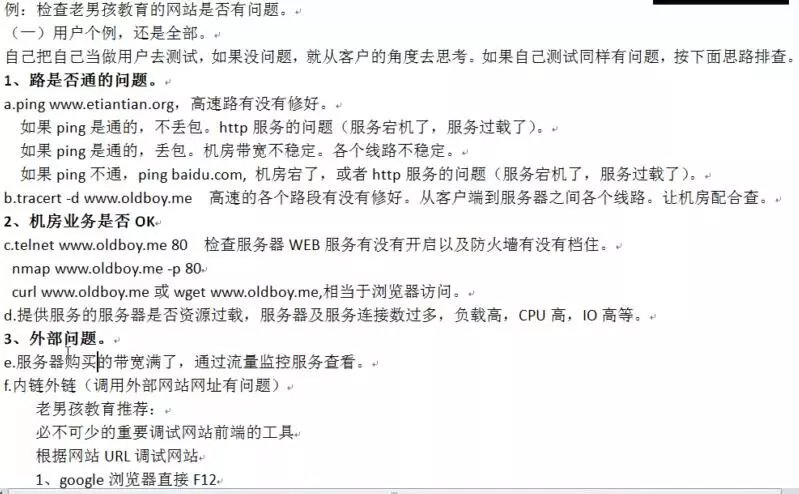 例：检查老男孩教育的网站是否有问题。
（一）用户个例，还是全部。
自己把自己当做用户去测试，如果没问题，就从客户的角度去思考。如果自己测试同样有问题，按下面思路排查。
1、路是否通的问题。
a.ping www.etiantian.org，高速路有没有修好。
如果 ping 是通的，不丢包。http 服务的问题（服务宕机了，服务过载了）。
如果 ping 是通的，丢包。机房带宽不稳定。各个线路不稳定。
如果 ping 不通，ping baidu.com, 机房宕了，或者 http 服务的问题（服务宕机了，服务过载了）。
b.tracert -d www.oldboy.me 高速的各个路段有没有修好。从客户端到服务器之间各个线路。让机房配合查。
2、机房业务是否 OK
c.telnet www.oldboy.me 80 检查服务器 WEB 服务有没有开启以及防火墙有没有档住。
nmap www.oldboy.me -p 80
curl www.oldboy.me 或 wget www.oldboy.me,相当于浏览器访问。
d.提供服务的服务器是否资源过载，服务器及服务连接数过多，负载高，CPU 高，IO 高等。
3、外部问题。
e.服务器购买的带宽满了，通过流量监控服务查看。
f.内链外链（调用外部网站网址有问题）
老男孩教育推荐：
必不可少的重要调试网站前端的工具
根据网站 URL 调试网站
1、google 浏览器直接 F12